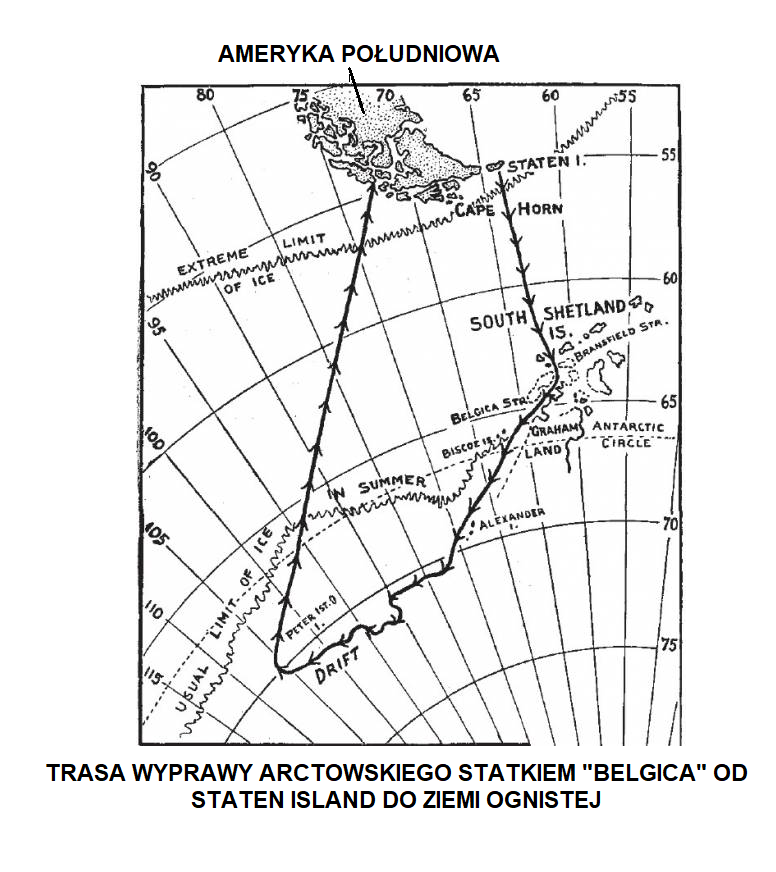 AMERYKA POŁUDNIOWA
80
75
70
65
60
55
90
STATEN I.
55
CAPE HORN
EXTREME LIMIT
OF ICE
60
95
SOUTH SHETLAND
IS.
BRANSFIELD STR.
BELGICA STR.
65
100
BISCOE IS.
GRAHAM
LAND
ANTARCTIC
CIRCLE
IN SUMMER
105
ALEXANDER
I.
70
110
USUAL LIMIT OF ICE
PETER 1ST.
I.
115
DRIFT
75
TRASA WYPRAWY ARCTOWSKIEGO STATKIEM "BELGICA" OD
STATEN ISLAND DO ZIEMI OGNISTEJ